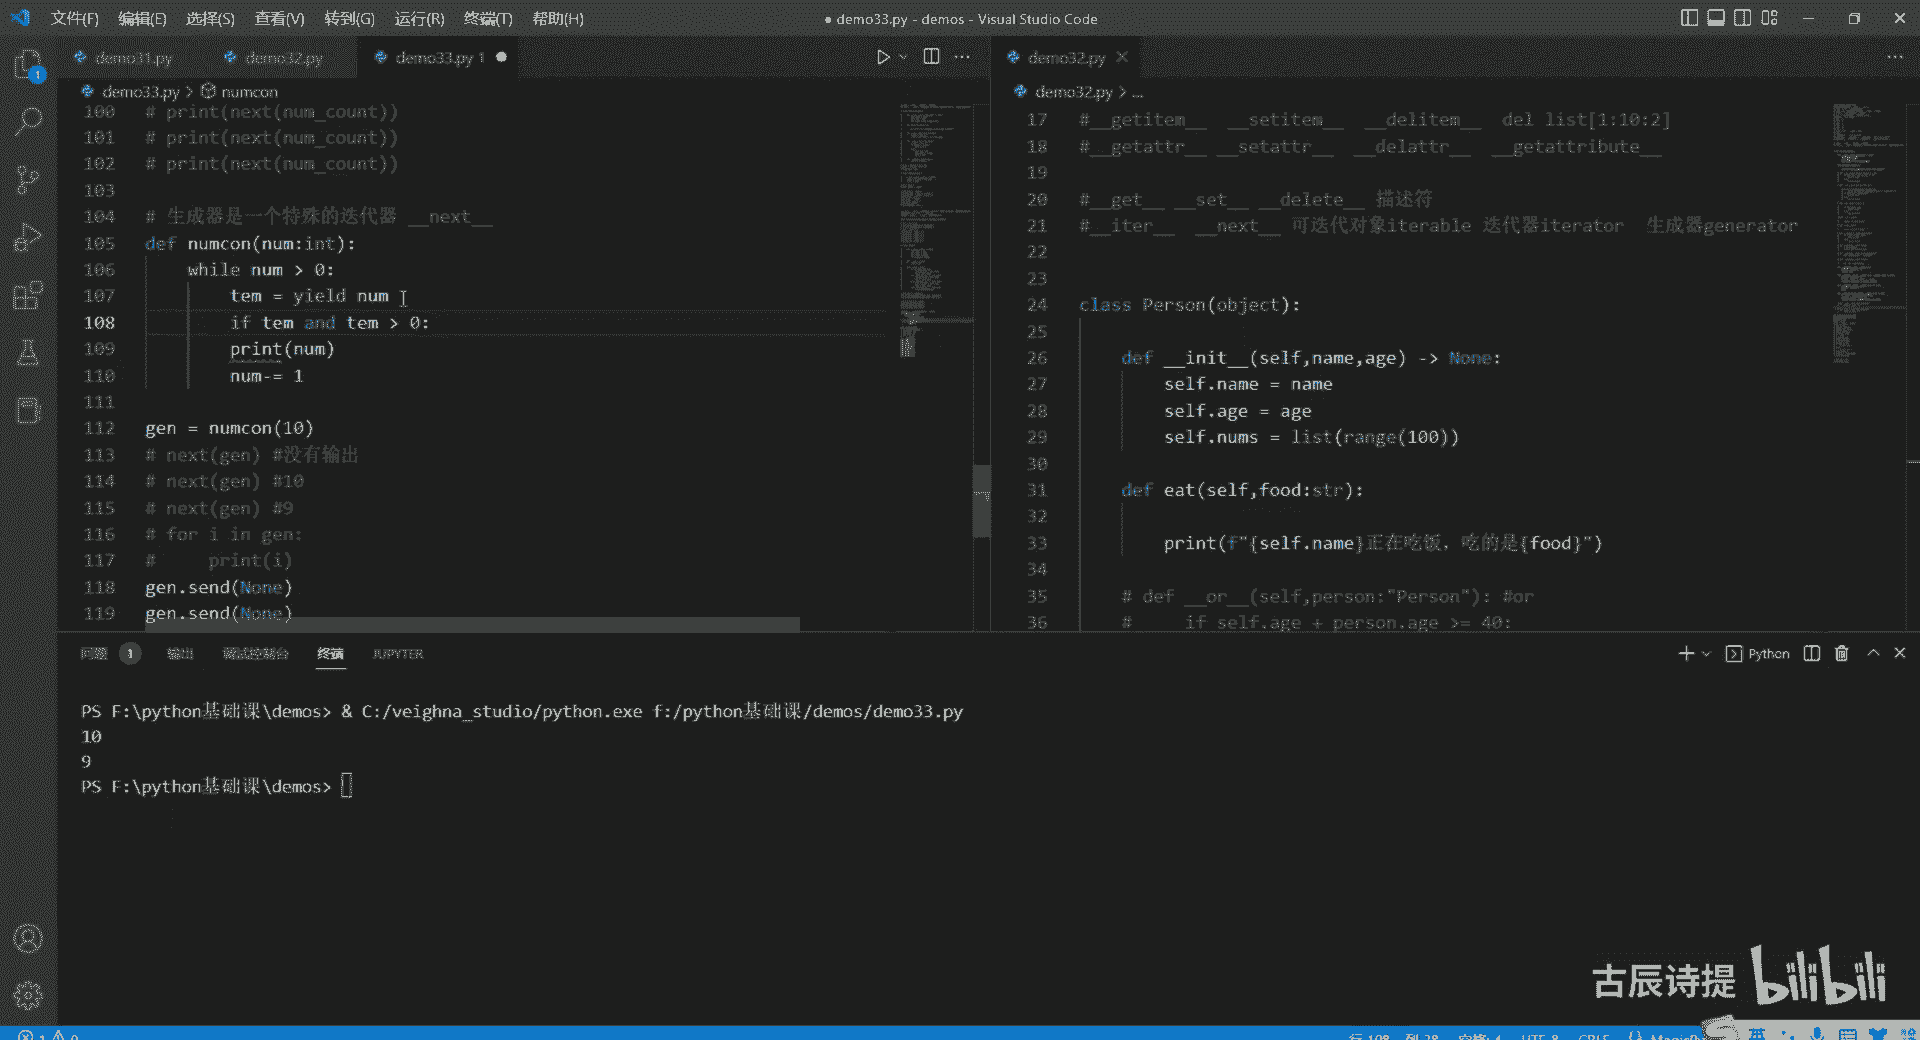 文件(F) 编辑(E) 选择(S) 查看(V) 转到(G) 运行(R) 终端(T) 帮助(H)
● demo33.py - demos - Visual Studio Code
demo31.py demo32.py demo33.py 1 ●
demo33.py > numcon
100 # print(next(num_count))
101 # print(next(num_count))
102 # print(next(num_count))
103
104 # 生成器是一个特殊的迭代器 __next__
105 def numcon(num:int):
106 while num > 0:
107 tem = yield num
108 if tem and tem > 0:
109 print(num)
110 num-= 1
111
112 gen = numcon(10)
113 # next(gen) #没有输出
114 # next(gen) #10
115 # next(gen) #9
116 # for i in gen:
117 # print(i)
118 gen.send(None)
119 gen.send(None)
demo32.py
demo32.py > ...
17 #__getitem__ __setitem__ __delitem__ del list[1:10:2]
18 #__getattr__ __setattr__ __delattr__ __getattribute__
19
20 #__get__ __set__ __delete__ 描述符
21 #__iter__ __next__ 可迭代对象iterable 迭代器iterator 生成器generator
22
23
24 class Person(object):
25
26 def __init__(self,name,age) -> None:
27 self.name = name
28 self.age = age
29 self.nums = list(range(100))
30
31 def eat(self,food:str):
32
33 print(f"{self.name}正在吃饭，吃的是{food}")
34
35 # def __or__(self,person:"Person"): #or
36 # if self.age + person.age >= 40:
问题 1 输出 调试控制台 终端 JUPYTER
Python
PS F:\python基础课\demos> & C:/veighna_studio/python.exe f:/python基础课/demos/demo33.py
10
9
PS F:\python基础课\demos>
古辰诗提 bilibili